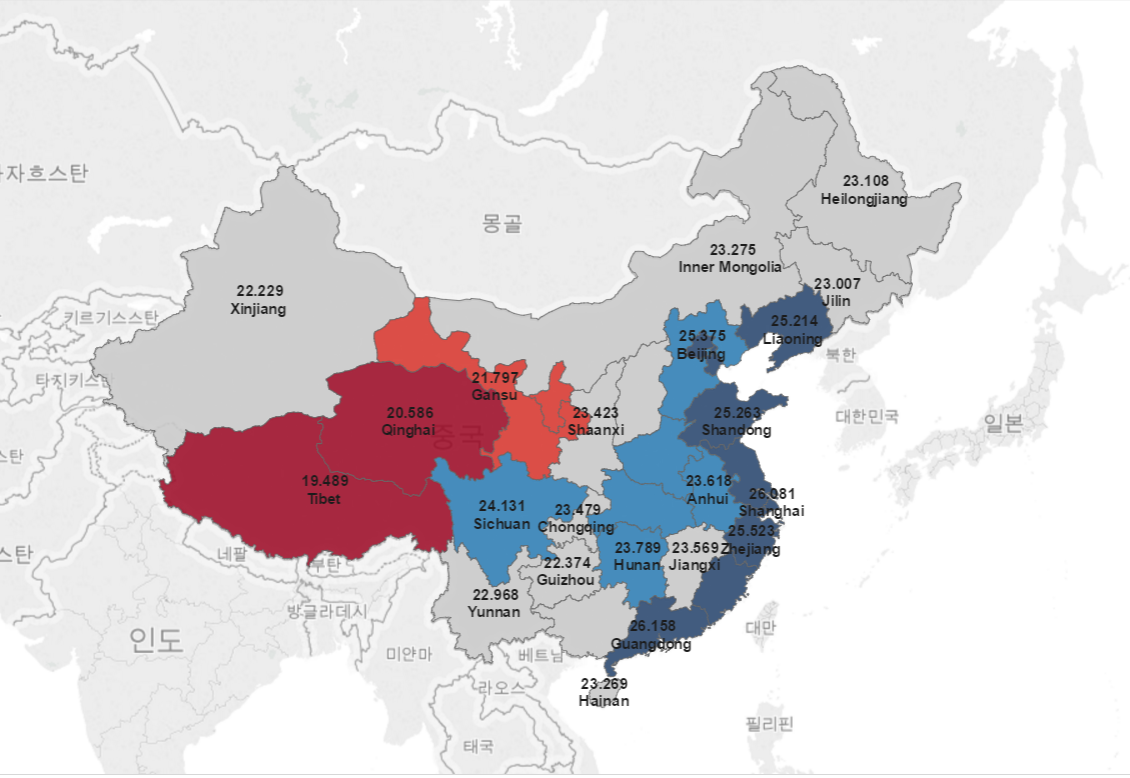 자흐스탄
몽골
23.108
Heilongjiang
23.275
Inner Mongolia
23.007
Jilin
22.229
Xinjiang
키르기스스탄
25.214
Liaoning
25.375
Beijing
북한
타지키스탄
21.797
Gansu
20.586
Qinghai
중국
23.423
Shaanxi
25.263
Shandong
대한민국
일본
스탄
19.489
Tibet
23.618
Anhui
26.081
Shanghai
24.131
Sichuan
23.479
Chongqing
25.523
Zhejiang
스탄
네팔
부탄
23.789
Hunan
23.569
Jiangxi
22.374
Guizhou
22.968
Yunnan
방글라데시
인도
26.158
Guangdong
대만
미얀마
베트남
라오스
23.269
Hainan
필리핀
태국